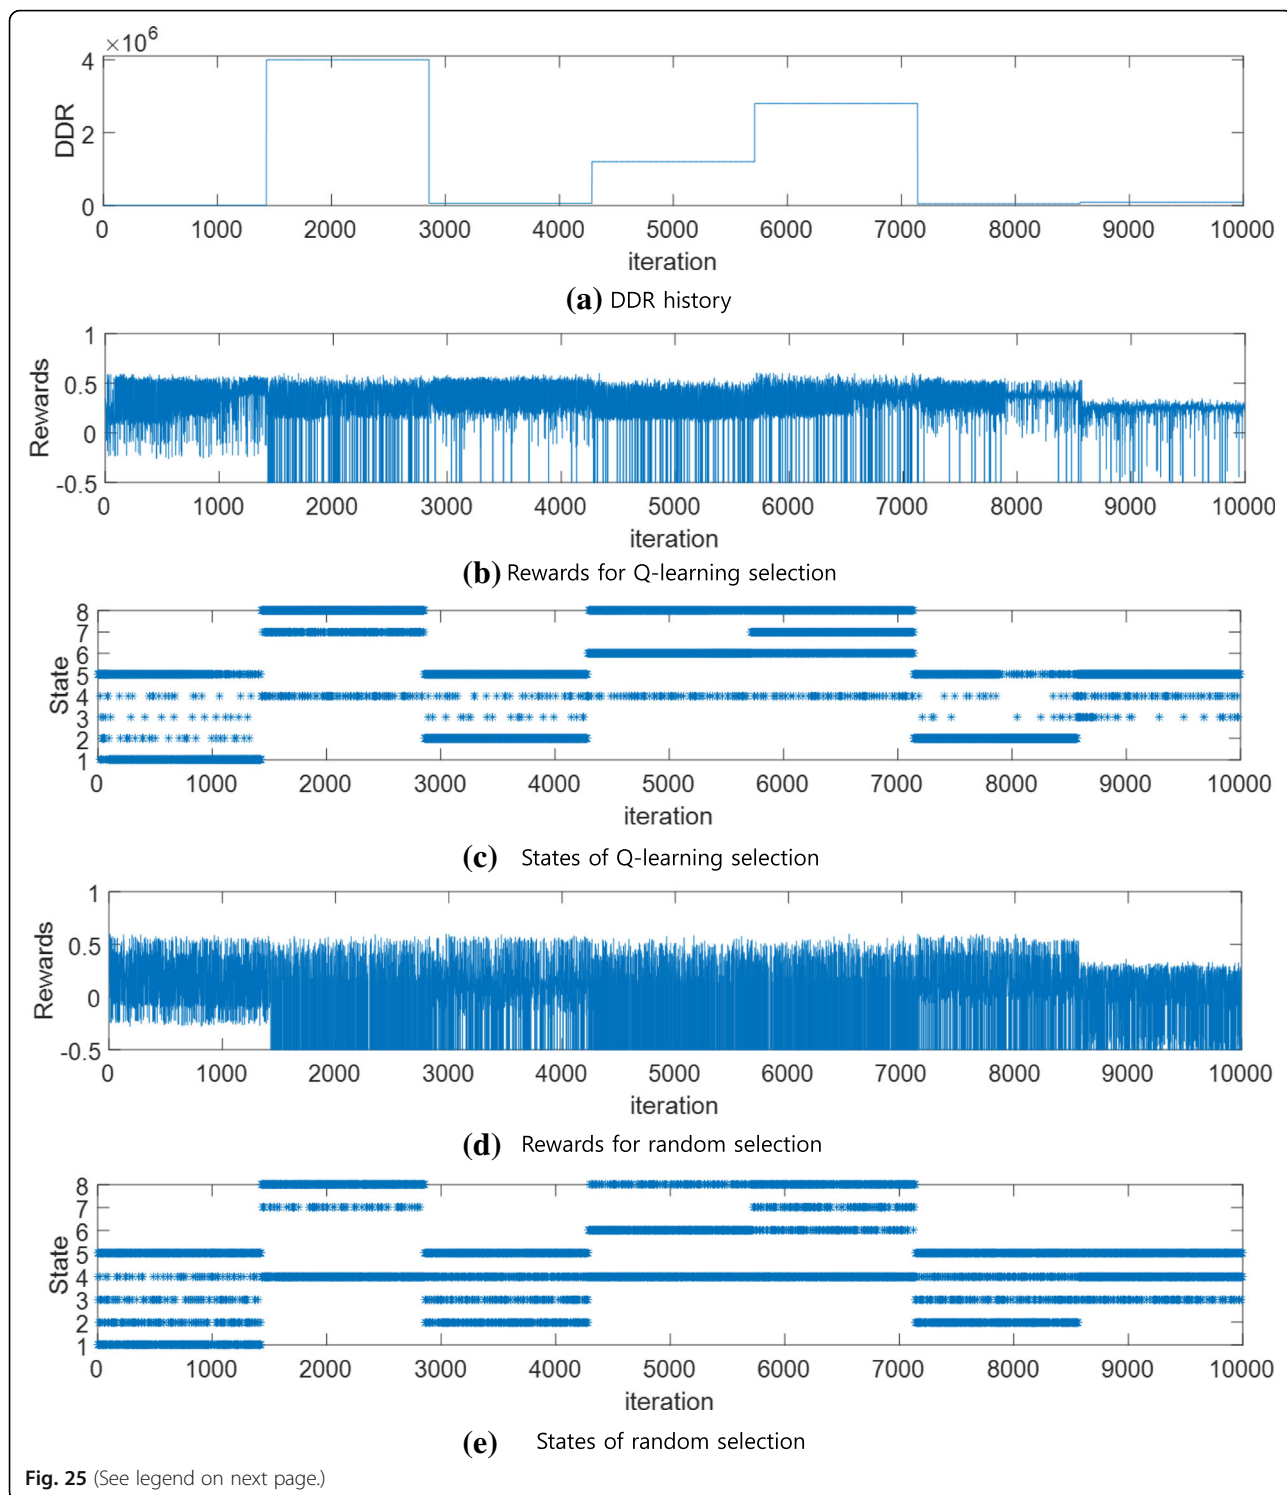 ×10⁶
4
2
0
DDR
0 1000 2000 3000 4000 5000 6000 7000 8000 9000 10000
iteration
(a) DDR history
1
0.5
0
-0.5
Rewards
0 1000 2000 3000 4000 5000 6000 7000 8000 9000 10000
iteration
(b) Rewards for Q-learning selection
8
7
6
5
4
3
2
1
State
0 1000 2000 3000 4000 5000 6000 7000 8000 9000 10000
iteration
(c) States of Q-learning selection
1
0.5
0
-0.5
Rewards
0 1000 2000 3000 4000 5000 6000 7000 8000 9000 10000
iteration
(d) Rewards for random selection
8
7
6
5
4
3
2
1
State
0 1000 2000 3000 4000 5000 6000 7000 8000 9000 10000
iteration
(e) States of random selection
Fig. 25 (See legend on next page.)